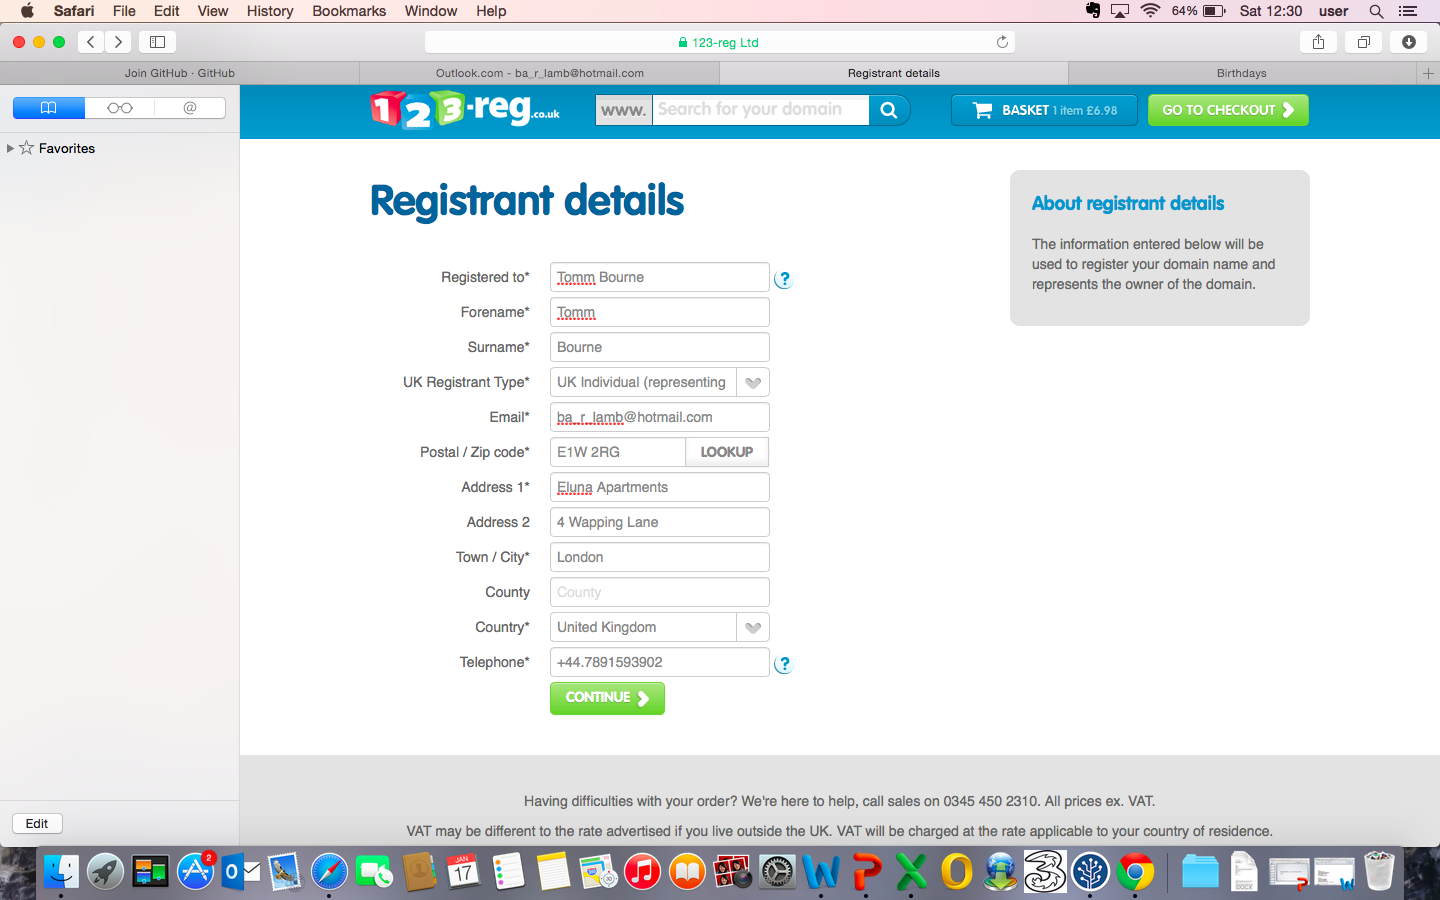 Safari File Edit View History Bookmarks Window Help 64% Sat 12:30 user
123-reg Ltd
Join GitHub · GitHub Outlook.com - ba_r_lamb@hotmail.com Registrant details Birthdays
123-reg.co.uk www. Search for your domain BASKET 1 item £6.98 GO TO CHECKOUT
@
Favorites
Registrant details
About registrant details
The information entered below will be
used to register your domain name and
represents the owner of the domain.
Registered to* Tomm Bourne ?
Forename* Tomm
Surname* Bourne
UK Registrant Type* UK Individual (representing
Email* ba_r_lamb@hotmail.com
Postal / Zip code* E1W 2RG LOOKUP
Address 1* Eluna Apartments
Address 2 4 Wapping Lane
Town / City* London
County County
Country* United Kingdom
Telephone* +44.7891593902 ?
CONTINUE
Having difficulties with your order? We're here to help, call sales on 0345 450 2310. All prices ex. VAT.
Edit
VAT may be different to the rate advertised if you live outside the UK. VAT will be charged at the rate applicable to your country of residence.
2
JAN
17
3
DOCX